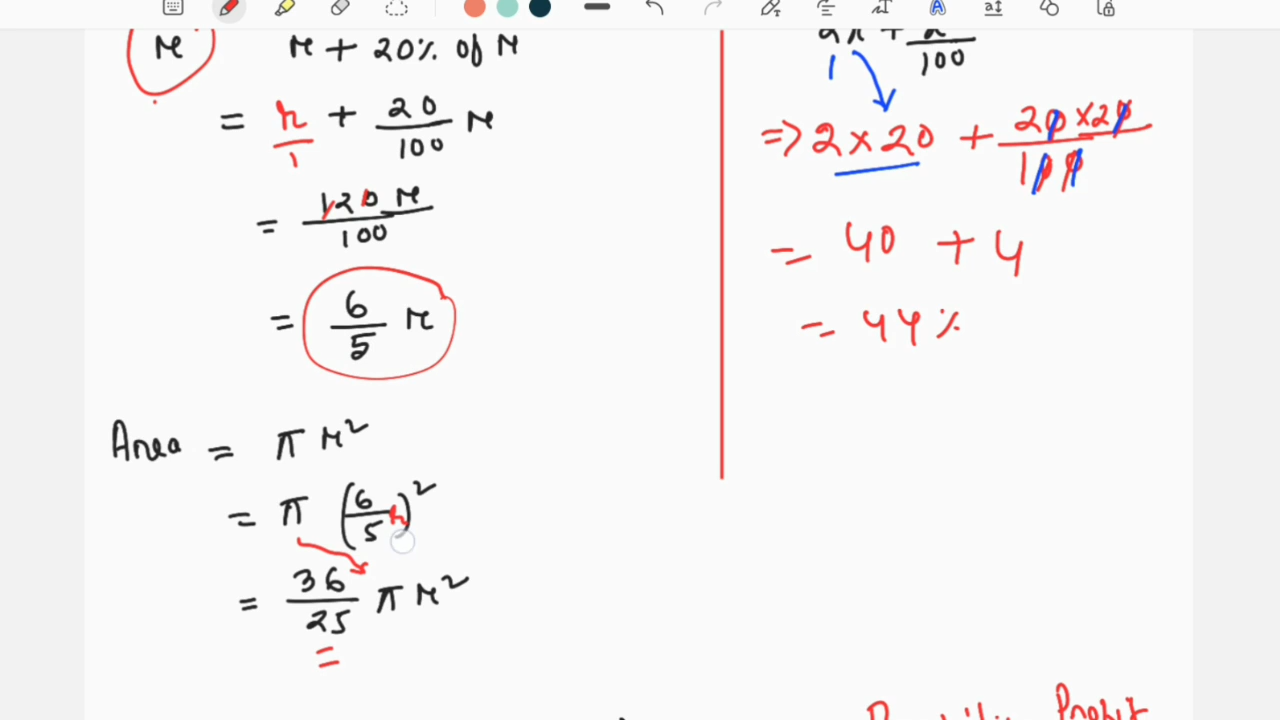 r r + 20% of r
= r/1 + 20/100 r
= 120 r/100
= 6/5 r
Area = π r²
= π (6/5 r)²
= 36/25 π r²
=
100
1
=> 2 × 20 + 20×20/100
= 40 + 4
= 44%